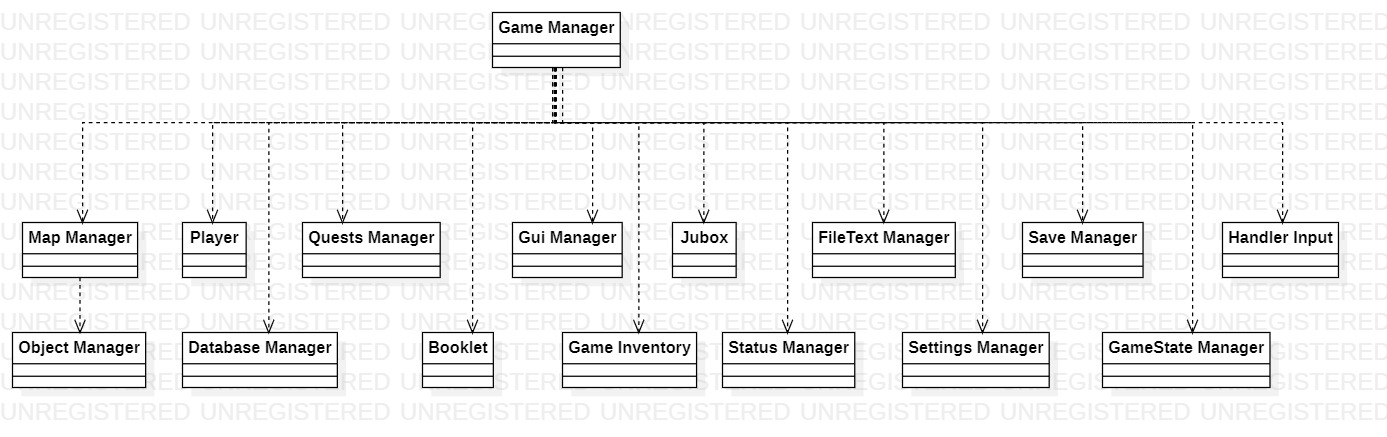 Game Manager
Map Manager
Player
Quests Manager
Gui Manager
Jubox
FileText Manager
Save Manager
Handler Input
Object Manager
Database Manager
Booklet
Game Inventory
Status Manager
Settings Manager
GameState Manager
UNREGISTERED UNREGISTERED UNREGISTERED UNREGISTERED UNREGISTERED UNREGISTERED UNREGISTERED